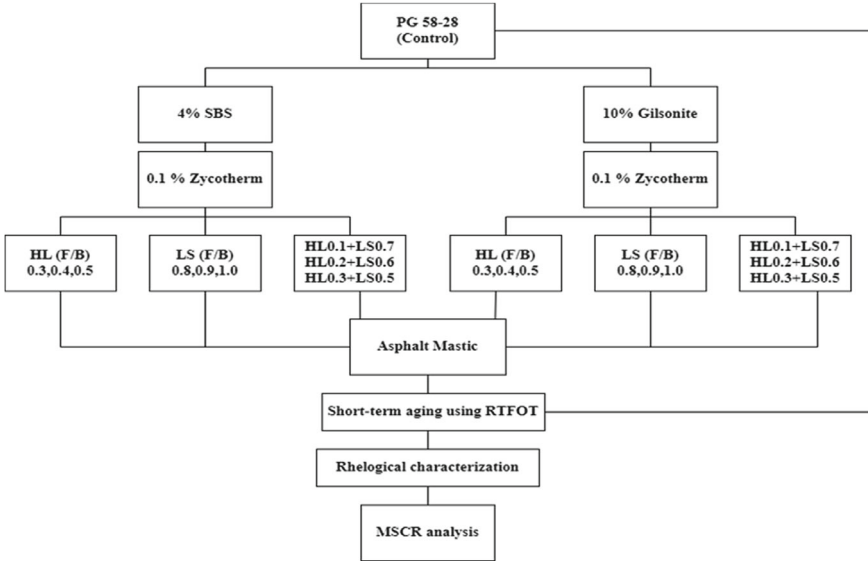 PG 58-28
(Control)
4% SBS
10% Gilsonite
0.1 % Zycotherm
0.1 % Zycotherm
HL (F/B)
0.3,0.4,0.5
LS (F/B)
0.8,0.9,1.0
HL0.1+LS0.7
HL0.2+LS0.6
HL0.3+LS0.5
HL (F/B)
0.3,0.4,0.5
LS (F/B)
0.8,0.9,1.0
HL0.1+LS0.7
HL0.2+LS0.6
HL0.3+LS0.5
Asphalt Mastic
Short-term aging using RTFOT
Rhelogical characterization
MSCR analysis